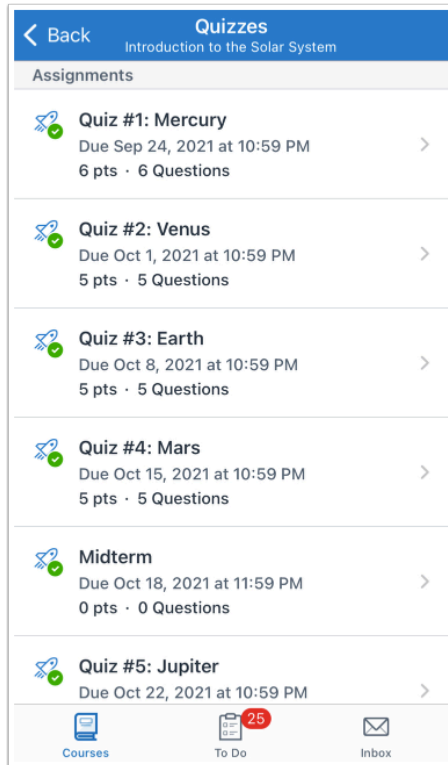 Back
Quizzes
Introduction to the Solar System
Assignments
Quiz #1: Mercury
Due Sep 24, 2021 at 10:59 PM
6 pts · 6 Questions
Quiz #2: Venus
Due Oct 1, 2021 at 10:59 PM
5 pts · 5 Questions
Quiz #3: Earth
Due Oct 8, 2021 at 10:59 PM
5 pts · 5 Questions
Quiz #4: Mars
Due Oct 15, 2021 at 10:59 PM
5 pts · 5 Questions
Midterm
Due Oct 18, 2021 at 11:59 PM
0 pts · 0 Questions
Quiz #5: Jupiter
Due Oct 22, 2021 at 10:59 PM
25
Courses To Do Inbox